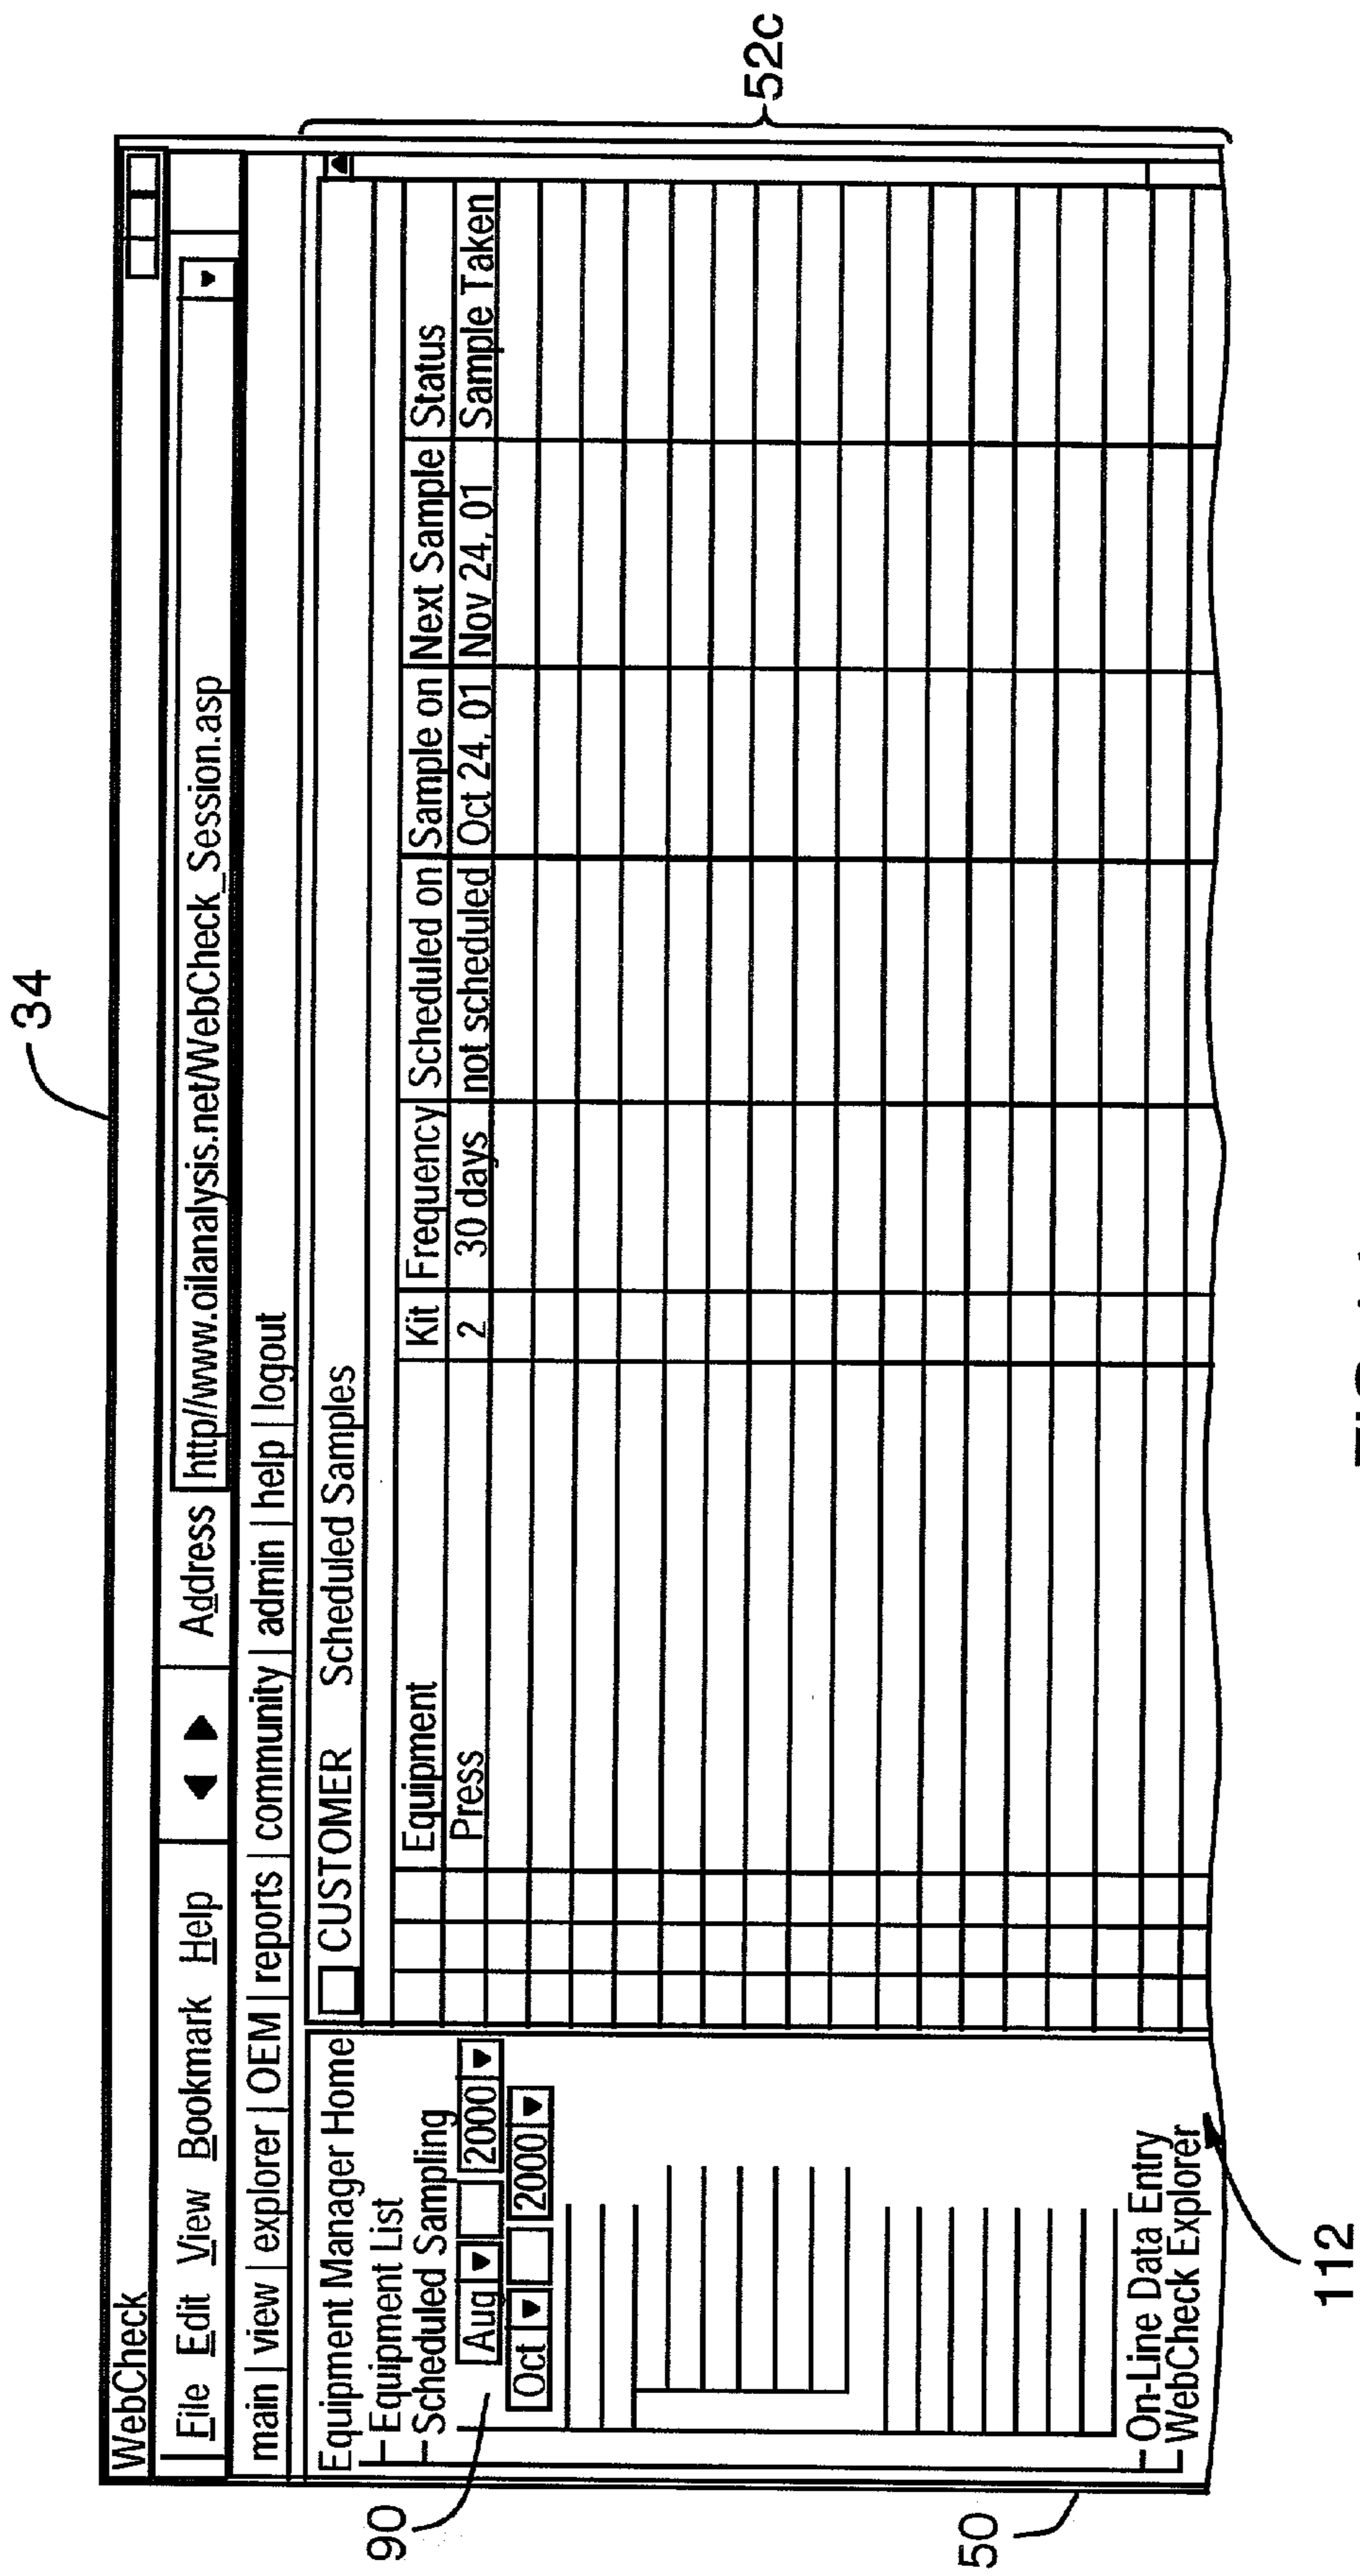 34
WebCheck
File Edit View Bookmark Help
Address http//www.oilanalysis.net/WebCheck_Session.asp
main | view | explorer | OEM | reports | community | admin | help | logout
Equipment Manager Home
Equipment List
Scheduled Sampling
Aug 2000
Oct 2000
On-Line Data Entry
WebCheck Explorer
CUSTOMER Scheduled Samples
Equipment Kit Frequency Scheduled on Sample on Next Sample Status
Press 2 30 days not scheduled Oct 24, 01 Nov 24, 01 Sample Taken
52c
90
50
112